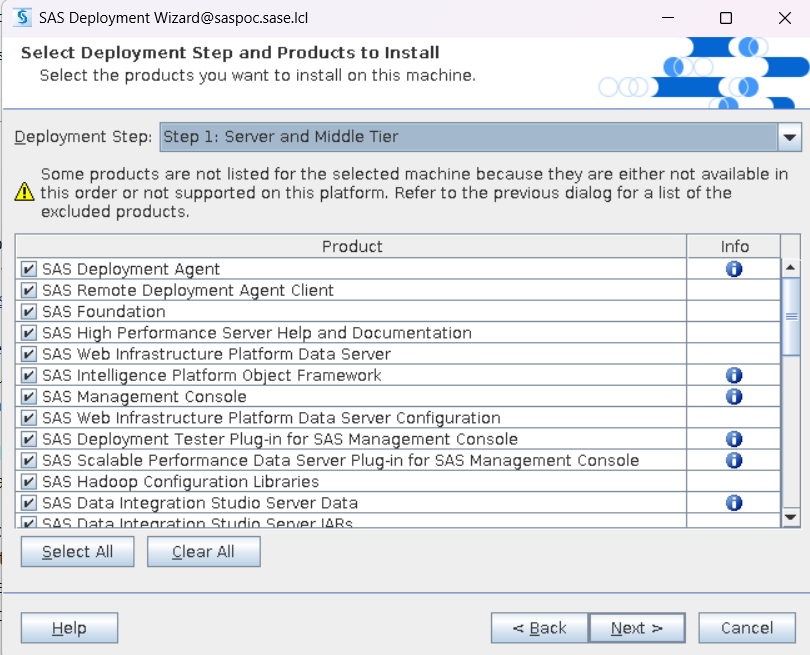 SAS Deployment Wizard@saspoc.sase.lcl
Select Deployment Step and Products to Install
Select the products you want to install on this machine.
Deployment Step: Step 1: Server and Middle Tier
Some products are not listed for the selected machine because they are either not available in
this order or not supported on this platform. Refer to the previous dialog for a list of the
excluded products.
Product Info
SAS Deployment Agent
SAS Remote Deployment Agent Client
SAS Foundation
SAS High Performance Server Help and Documentation
SAS Web Infrastructure Platform Data Server
SAS Intelligence Platform Object Framework
SAS Management Console
SAS Web Infrastructure Platform Data Server Configuration
SAS Deployment Tester Plug-in for SAS Management Console
SAS Scalable Performance Data Server Plug-in for SAS Management Console
SAS Hadoop Configuration Libraries
SAS Data Integration Studio Server Data
SAS Data Integration Studio Server JARs
Select All Clear All
Help < Back Next > Cancel